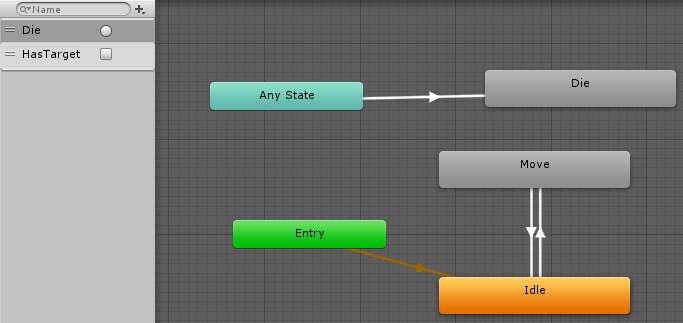 Name
Die
HasTarget
Any State
Die
Move
Entry
Idle